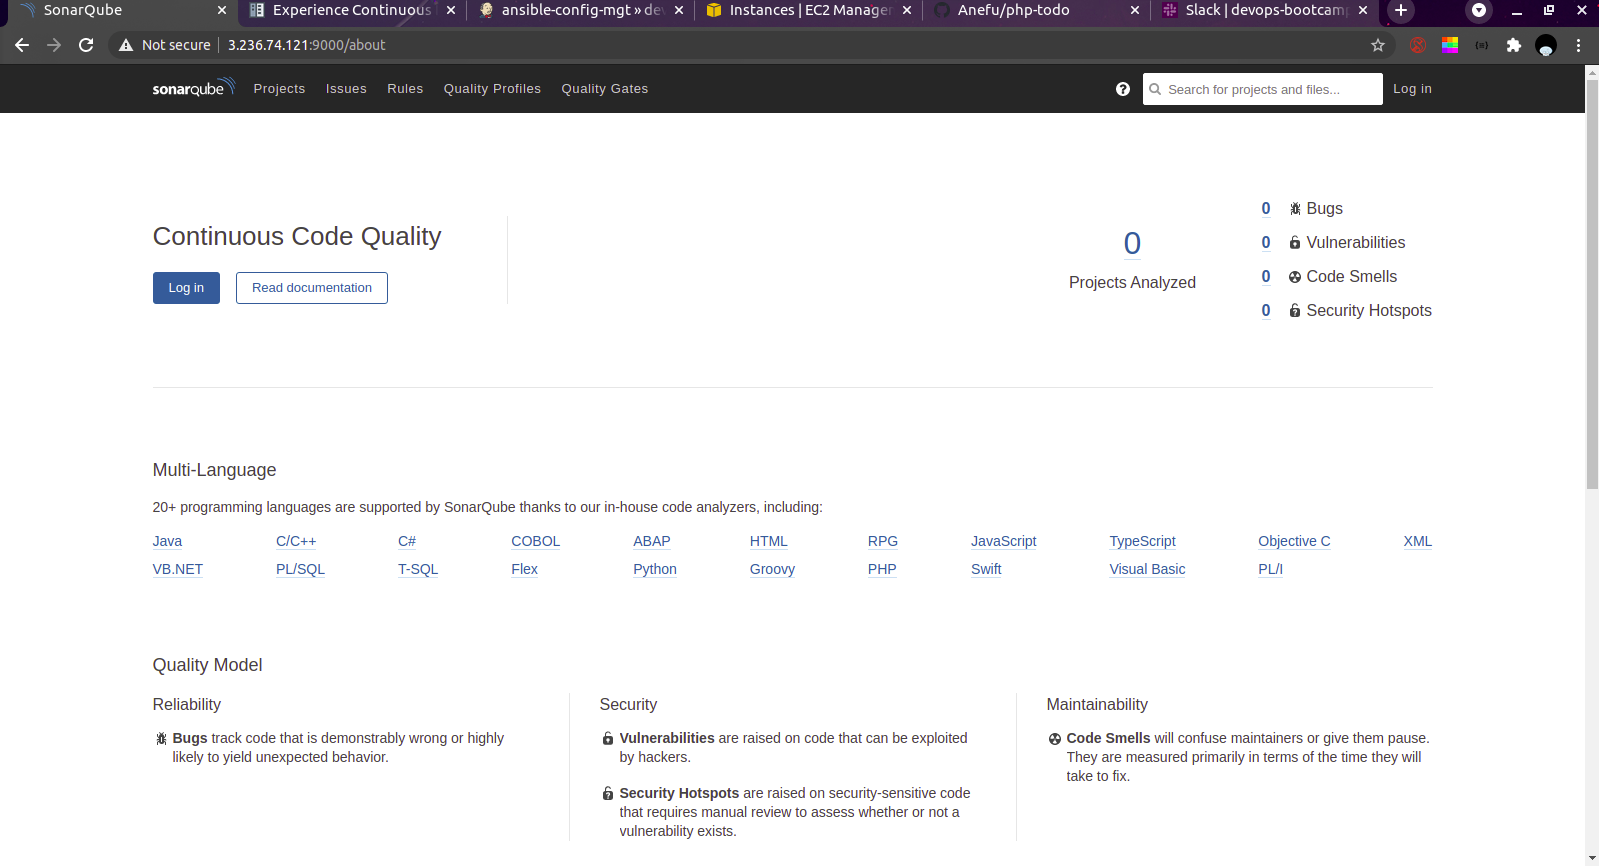 SonarQube
Experience Continuous
ansible-config-mgt » dev
Instances | EC2 Manager
Anefu/php-todo
Slack | devops-bootcamp
Not secure
3.236.74.121:9000/about
sonarqube
Projects
Issues
Rules
Quality Profiles
Quality Gates
?
Search for projects and files...
Log in
Continuous Code Quality
Log in
Read documentation
0
Projects Analyzed
0 Bugs
0 Vulnerabilities
0 Code Smells
0 Security Hotspots
Multi-Language
20+ programming languages are supported by SonarQube thanks to our in-house code analyzers, including:
Java C/C++ C# COBOL ABAP HTML RPG JavaScript TypeScript Objective C XML
VB.NET PL/SQL T-SQL Flex Python Groovy PHP Swift Visual Basic PL/I
Quality Model
Reliability
Bugs track code that is demonstrably wrong or highly
likely to yield unexpected behavior.
Security
Vulnerabilities are raised on code that can be exploited
by hackers.
Security Hotspots are raised on security-sensitive code
that requires manual review to assess whether or not a
vulnerability exists.
Maintainability
Code Smells will confuse maintainers or give them pause.
They are measured primarily in terms of the time they will
take to fix.